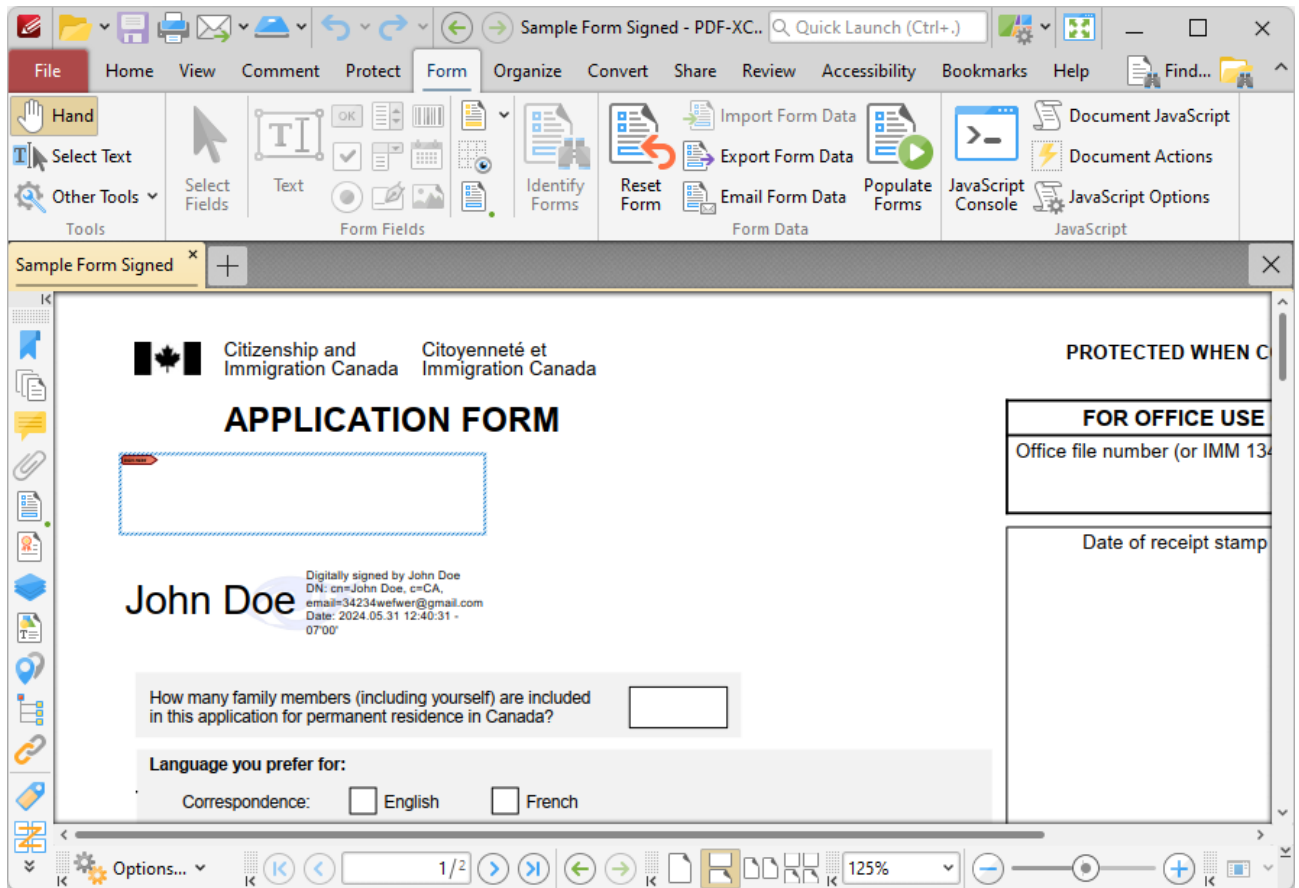 Sample Form Signed - PDF-XC.. Quick Launch (Ctrl+.)
File Home View Comment Protect Form Organize Convert Share Review Accessibility Bookmarks Help Find...
Hand
Select Text
Other Tools
Tools
Select Fields
Text
OK
Form Fields
Identify Forms
Reset Form
Import Form Data
Export Form Data
Email Form Data
Populate Forms
Form Data
JavaScript Console
Document JavaScript
Document Actions
JavaScript Options
JavaScript
Sample Form Signed
Citizenship and Immigration Canada
Citoyenneté et Immigration Canada
PROTECTED WHEN C
APPLICATION FORM
FOR OFFICE USE
Office file number (or IMM 134
Date of receipt stamp
John Doe
Digitally signed by John Doe
DN: cn=John Doe, c=CA,
email=34234wefwer@gmail.com
Date: 2024.05.31 12:40:31 -
07'00'
How many family members (including yourself) are included
in this application for permanent residence in Canada?
Language you prefer for:
Correspondence: English French
Options... 1/2 125%